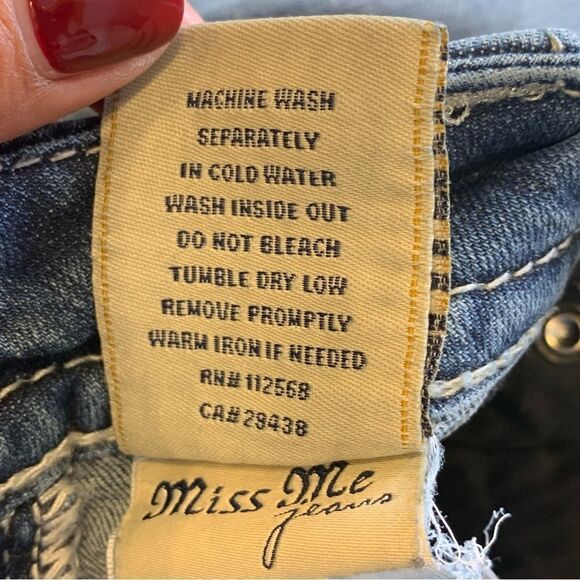 MACHINE WASH
SEPARATELY
IN COLD WATER
WASH INSIDE OUT
DO NOT BLEACH
TUMBLE DRY LOW
REMOVE PROMPTLY
WARM IRON IF NEEDED
RN# 112568
CA# 29438
Miss Me
jeans